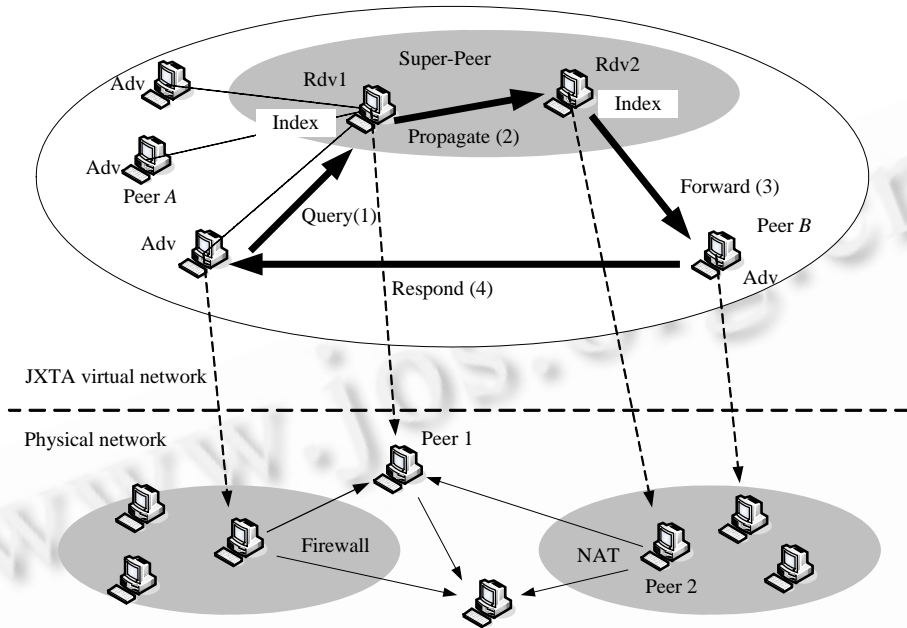 Super-Peer
Rdv1
Rdv2
Adv
Index
Index
Propagate (2)
Adv
Peer A
Query(1)
Forward (3)
Adv
Peer B
Adv
Respond (4)
JXTA virtual network
Physical network
Peer 1
Firewall
NAT
Peer 2